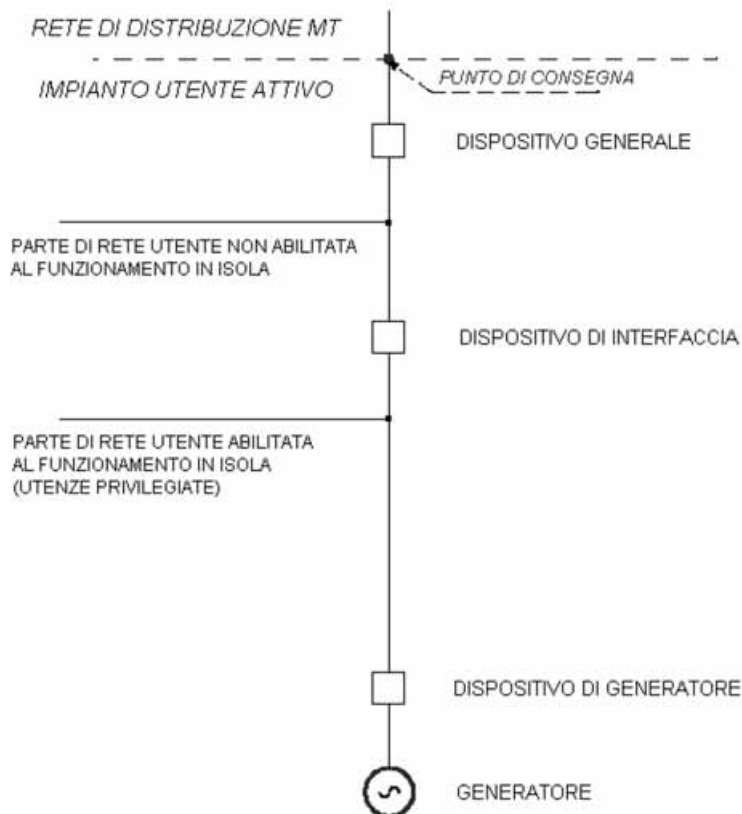 RETE DI DISTRIBUZIONE MT
PUNTO DI CONSEGNA
IMPIANTO UTENTE ATTIVO
DISPOSITIVO GENERALE
PARTE DI RETE UTENTE NON ABILITATA
AL FUNZIONAMENTO IN ISOLA
DISPOSITIVO DI INTERFACCIA
PARTE DI RETE UTENTE ABILITATA
AL FUNZIONAMENTO IN ISOLA
(UTENZE PRIVILEGIATE)
DISPOSITIVO DI GENERATORE
GENERATORE